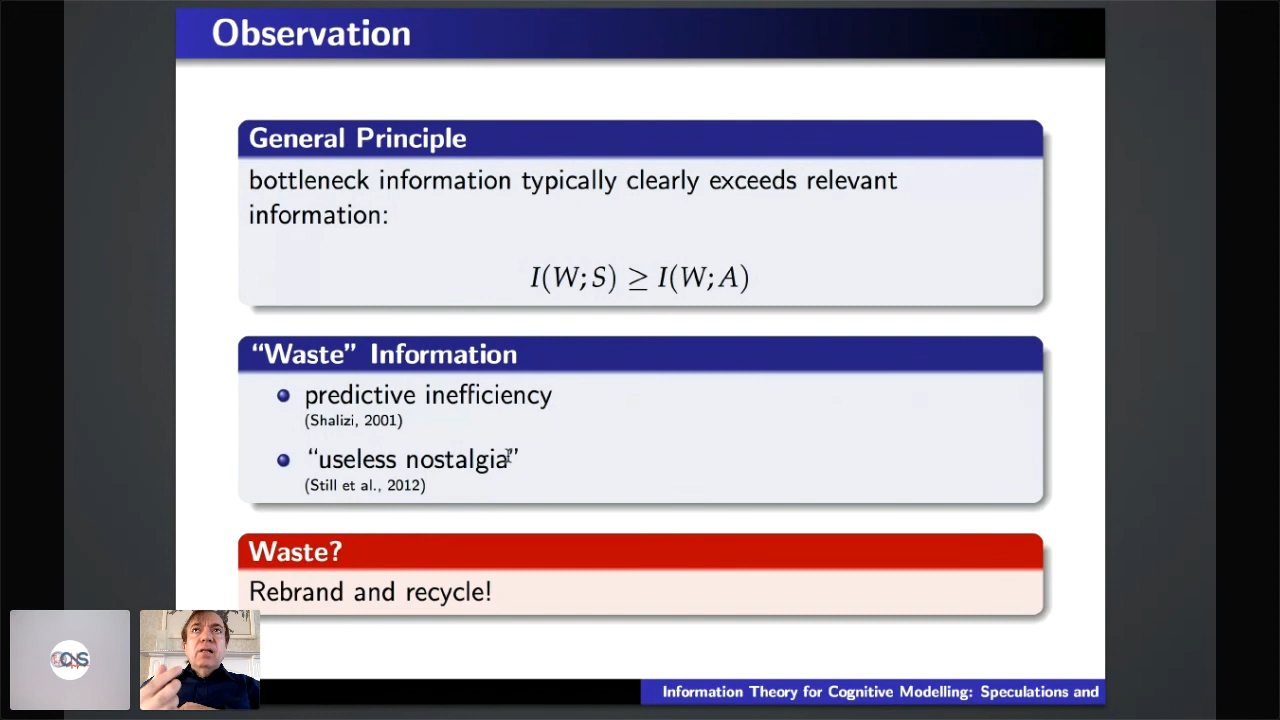 Observation
General Principle
bottleneck information typically clearly exceeds relevant
information:
I(W; S) ≥ I(W; A)
“Waste” Information
predictive inefficiency
(Shalizi, 2001)
“useless nostalgia”
(Still et al., 2012)
Waste?
Rebrand and recycle!
Information Theory for Cognitive Modelling: Speculations and